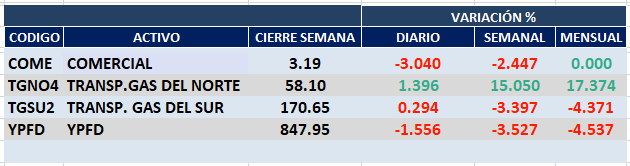 VARIACIÓN %
CODIGO ACTIVO CIERRE SEMANA DIARIO SEMANAL MENSUAL
COME COMERCIAL 3.19 -3.040 -2.447 0.000
TGNO4 TRANSP.GAS DEL NORTE 58.10 1.396 15.050 17.374
TGSU2 TRANSP. GAS DEL SUR 170.65 0.294 -3.397 -4.371
YPFD YPFD 847.95 -1.556 -3.527 -4.537